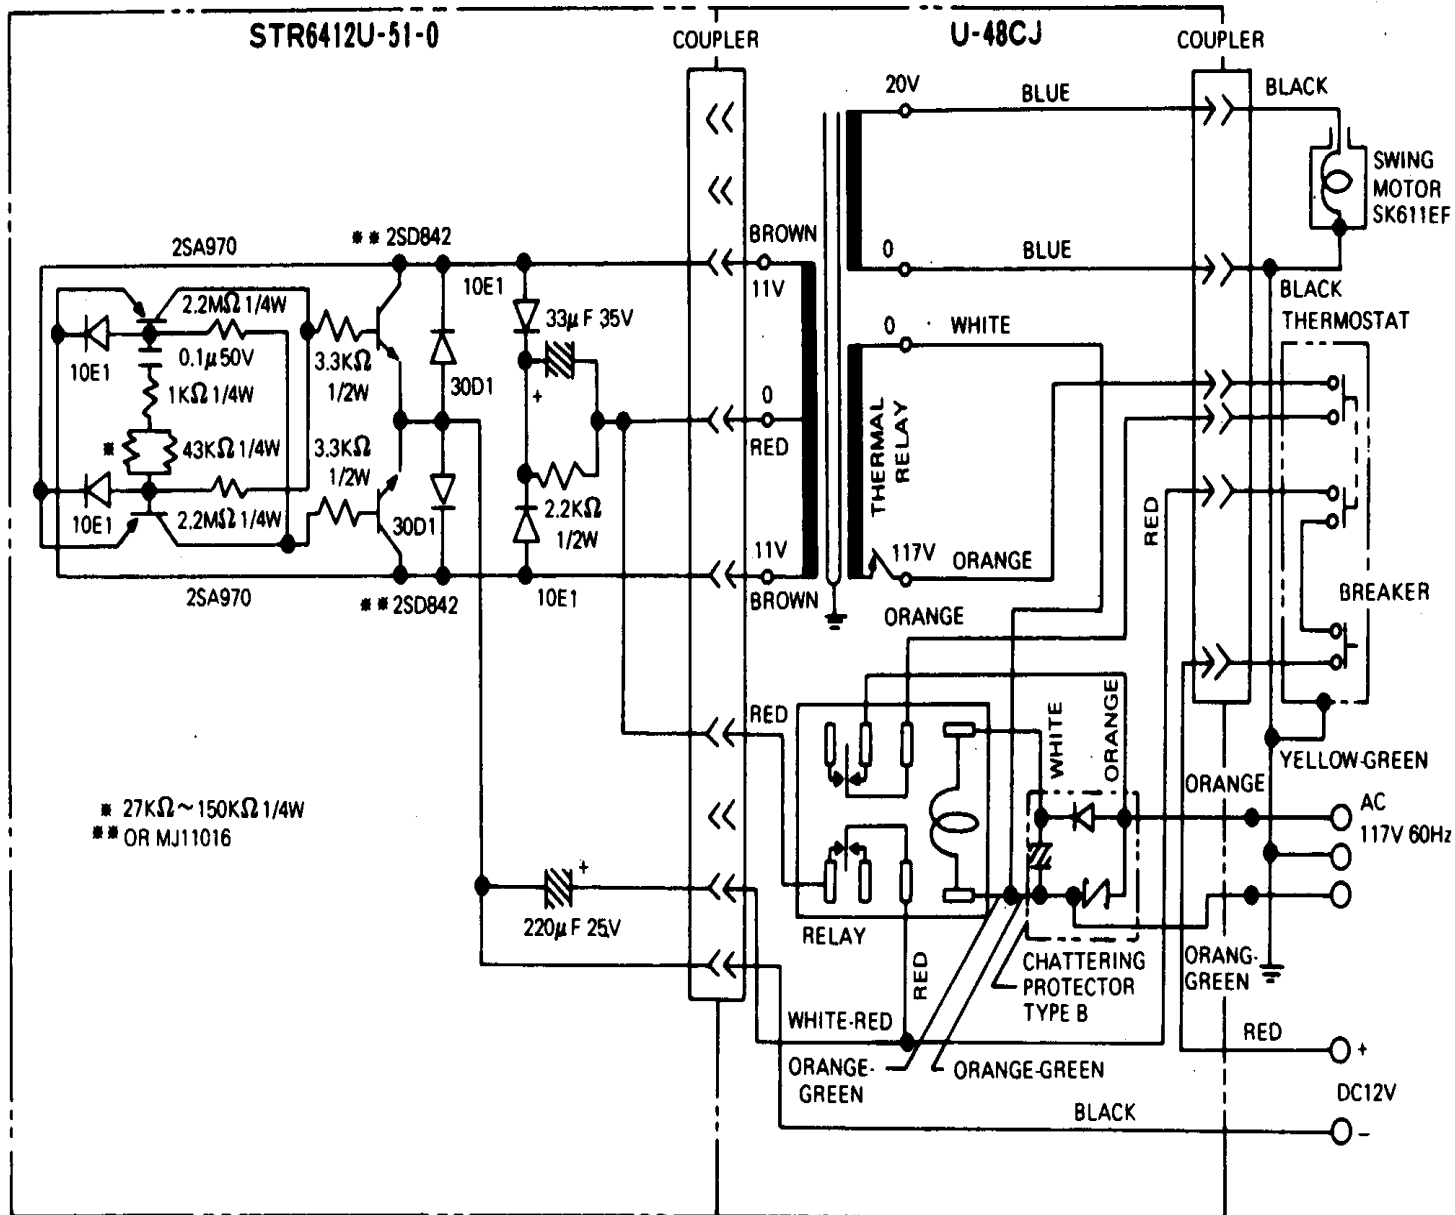 STR6412U-51-0
COUPLER
U-48CJ
COUPLER
20V
BLUE
BLACK
SWING
MOTOR
SK611EF
2SA970
** 2SD842
BROWN
0
BLUE
11V
BLACK
THERMOSTAT
2.2MΩ 1/4W
10E1
33μF 35V
0
WHITE
10E1
0.1μ50V
3.3KΩ
1/2W
30D1
+
1KΩ 1/4W
THERMAL
RELAY
0
RED
* 43KΩ 1/4W
3.3KΩ
1/2W
RED
10E1
2.2MΩ 1/4W
30D1
2.2KΩ
1/2W
11V
117V
ORANGE
BREAKER
2SA970
** 2SD842
10E1
BROWN
ORANGE
RED
WHITE
ORANGE
YELLOW-GREEN
ORANGE
AC
117V 60Hz
* 27KΩ~150KΩ 1/4W
** OR MJ11016
+
220μF 25V
RELAY
RED
CHATTERING
PROTECTOR
TYPE B
ORANG-
GREEN
WHITE-RED
RED
+
ORANGE-
GREEN
ORANGE-GREEN
DC12V
BLACK
–